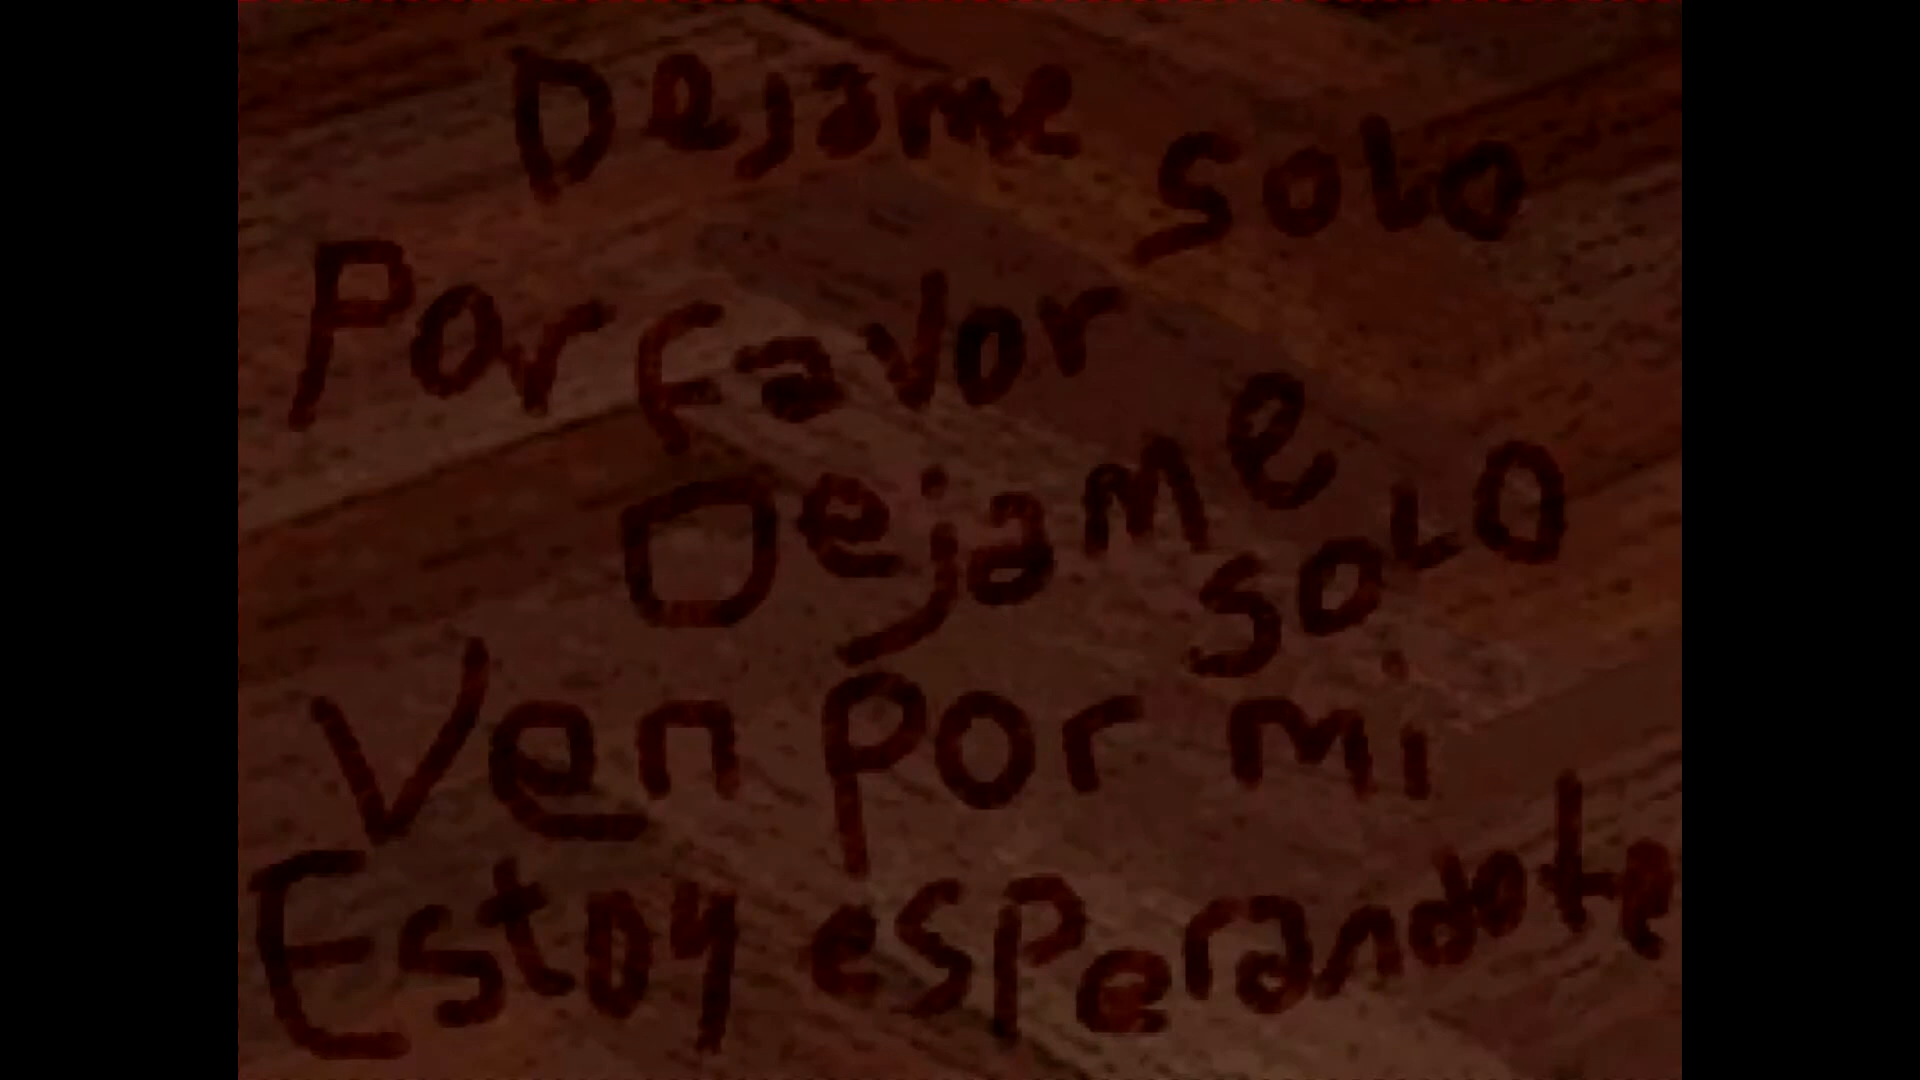 Dejame solo
Por favor
Dejame solo
Ven por mi
Estoy esperandote